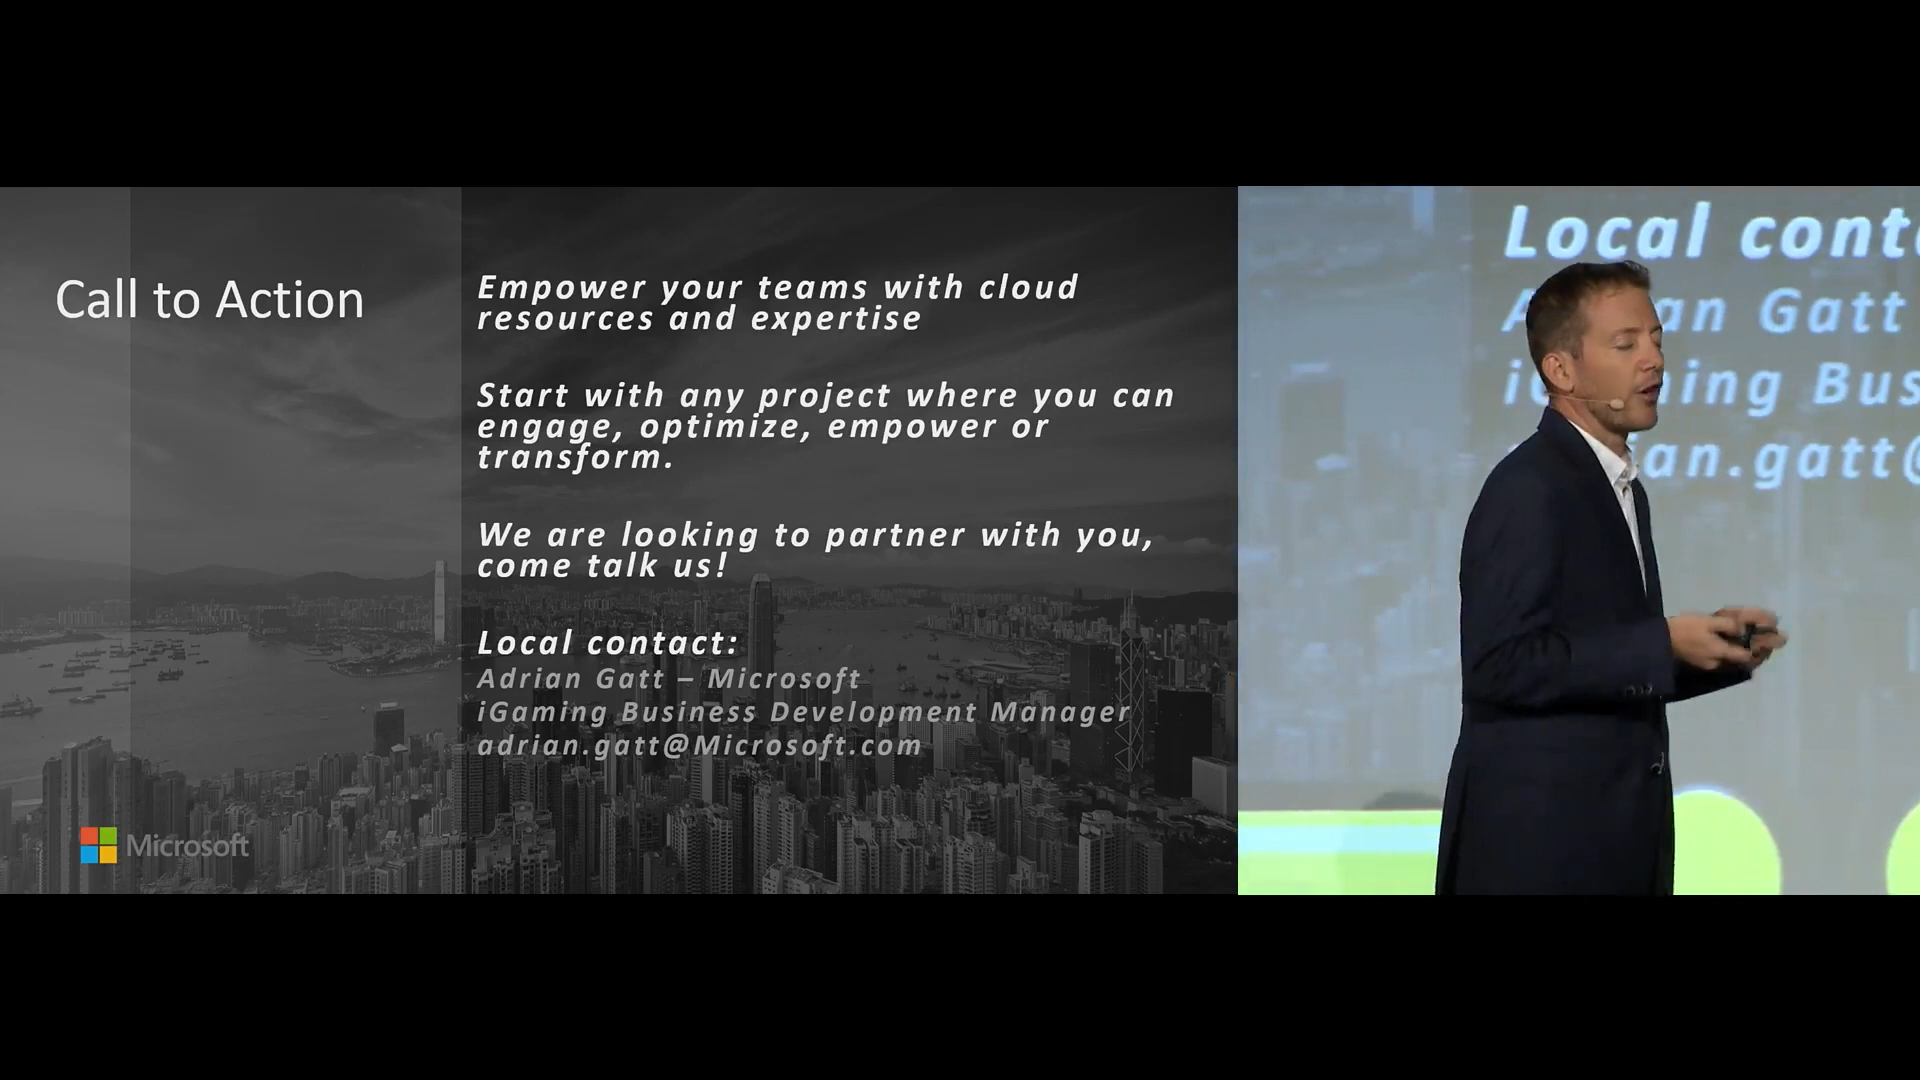 Call to Action
Empower your teams with cloud
resources and expertise
Start with any project where you can
engage, optimize, empower or
transform.
We are looking to partner with you,
come talk us!
Local contact:
Adrian Gatt – Microsoft
iGaming Business Development Manager
adrian.gatt@Microsoft.com
Microsoft
Local cont
an Gatt
ning Bus
an.gatt@